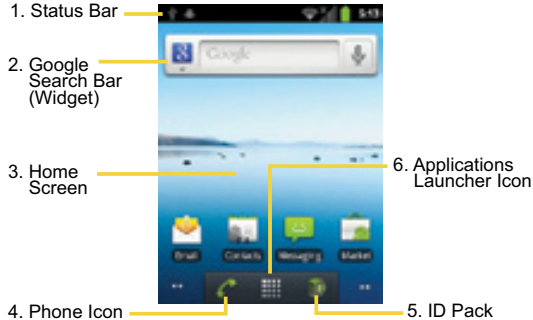 1. Status Bar
5:13
2. Google
Search Bar
(Widget)
Google
3. Home
Screen
6. Applications
Launcher Icon
Email
Contacts
Messaging
Market
4. Phone Icon
5. ID Pack